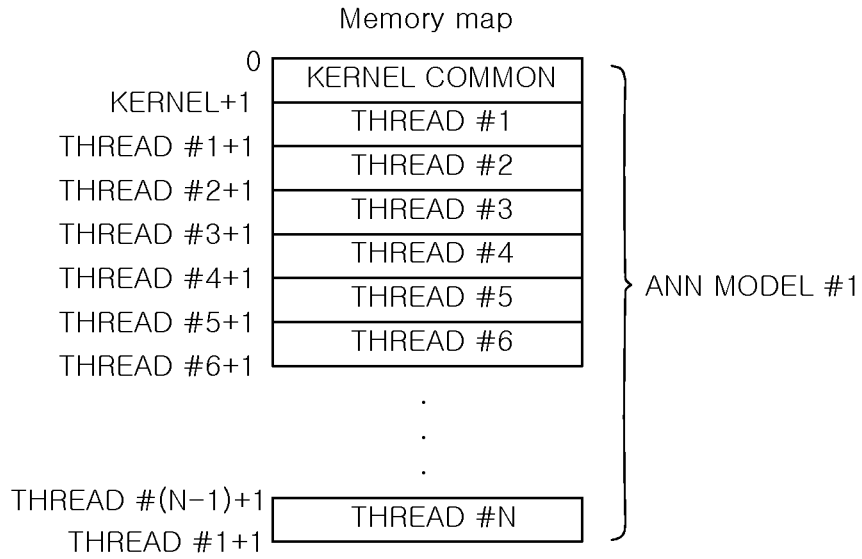 Memory map
0
KERNEL COMMON
KERNEL+1
THREAD #1
THREAD #1+1
THREAD #2
THREAD #2+1
THREAD #3
THREAD #3+1
THREAD #4
THREAD #4+1
THREAD #5
THREAD #5+1
THREAD #6
THREAD #6+1
ANN MODEL #1
.
.
.
THREAD #(N-1)+1
THREAD #N
THREAD #1+1